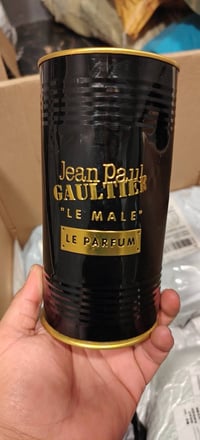 Jean Paul
GAULTIER
"LE MALE"
LE PARFUM